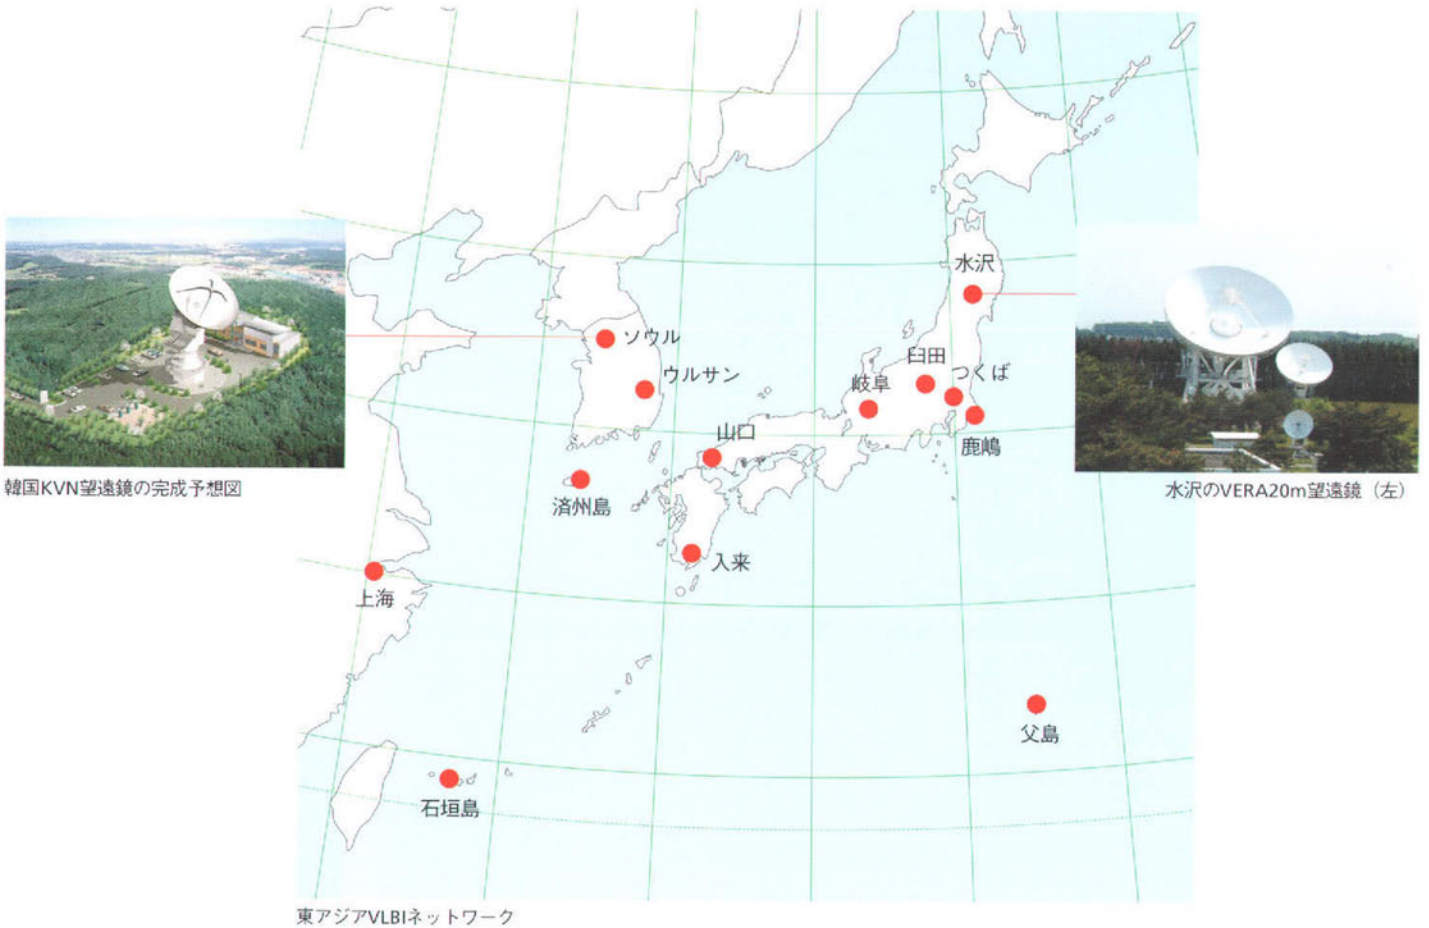 水沢
ソウル
臼田
つくば
ウルサン
岐阜
山口
鹿嶋
韓国KVN望遠鏡の完成予想図
水沢のVERA20m望遠鏡（左）
済州島
入来
上海
父島
石垣島
東アジアVLBIネットワーク